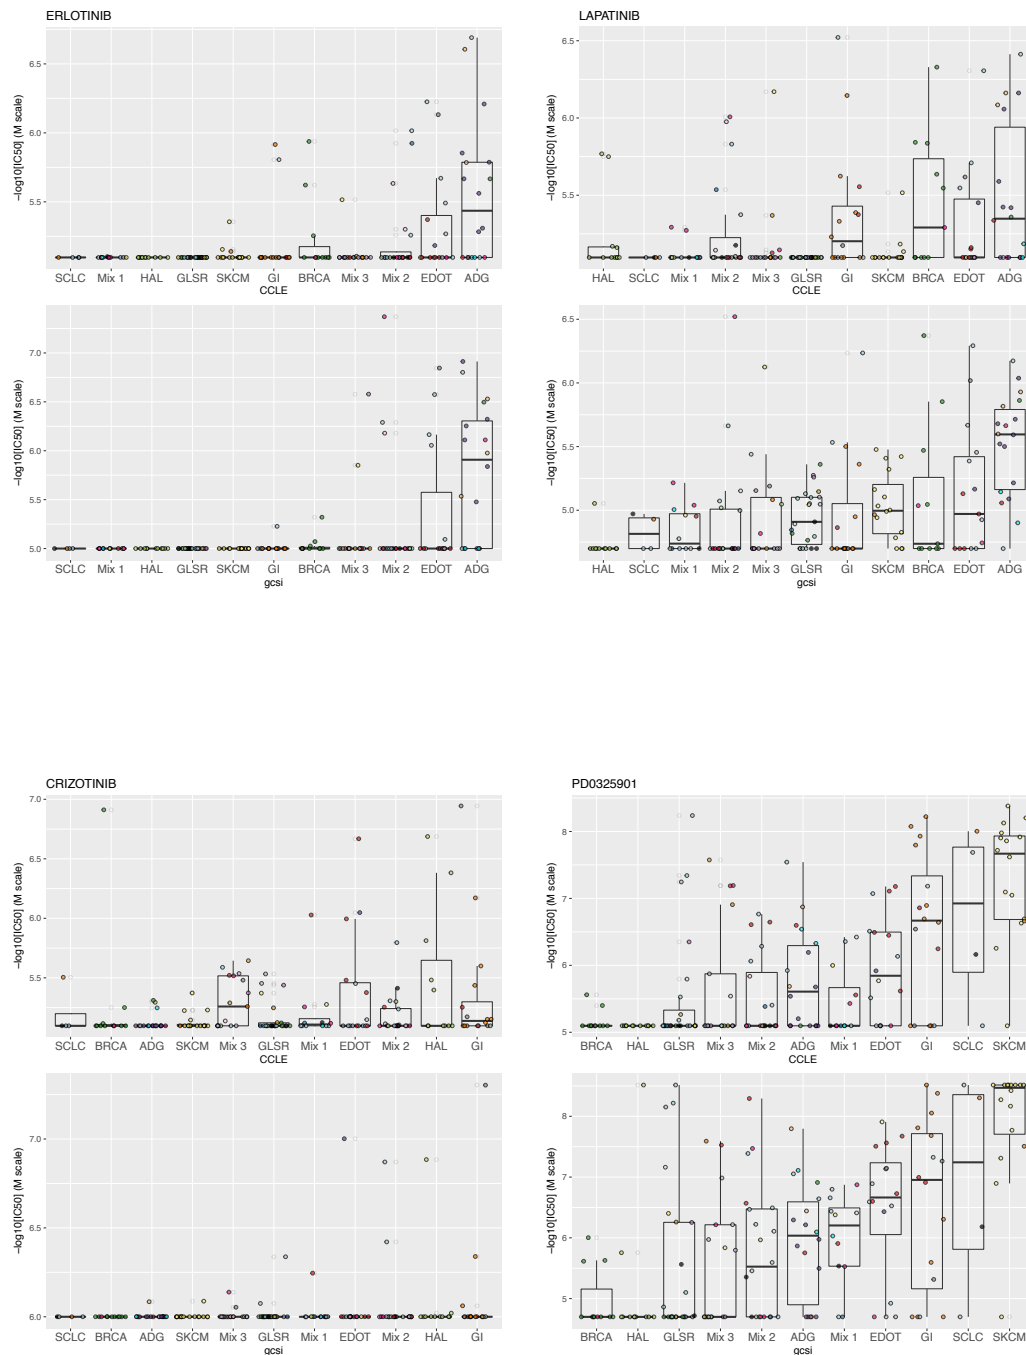 ERLOTINIB
−log10[IC50] (M scale)
6.5
6.0
5.5
SCLC Mix 1 HAL GLSR SKCM GI BRCA Mix 3 Mix 2 EDOT ADG
CCLE
−log10[IC50] (M scale)
7.0
6.5
6.0
5.5
5.0
SCLC Mix 1 HAL GLSR SKCM GI BRCA Mix 3 Mix 2 EDOT ADG
gcsi
LAPATINIB
−log10[IC50] (M scale)
6.5
6.0
5.5
HAL SCLC Mix 1 Mix 2 Mix 3 GLSR GI SKCM BRCA EDOT ADG
CCLE
−log10[IC50] (M scale)
6.5
6.0
5.5
5.0
HAL SCLC Mix 1 Mix 2 Mix 3 GLSR GI SKCM BRCA EDOT ADG
gcsi
CRIZOTINIB
−log10[IC50] (M scale)
7.0
6.5
6.0
5.5
SCLC BRCA ADG SKCM Mix 3 GLSR Mix 1 EDOT Mix 2 HAL GI
CCLE
−log10[IC50] (M scale)
7.0
6.5
6.0
SCLC BRCA ADG SKCM Mix 3 GLSR Mix 1 EDOT Mix 2 HAL GI
gcsi
PD0325901
−log10[IC50] (M scale)
8
7
6
5
BRCA HAL GLSR Mix 3 Mix 2 ADG Mix 1 EDOT GI SCLC SKCM
CCLE
−log10[IC50] (M scale)
8
7
6
5
BRCA HAL GLSR Mix 3 Mix 2 ADG Mix 1 EDOT GI SCLC SKCM
gcsi